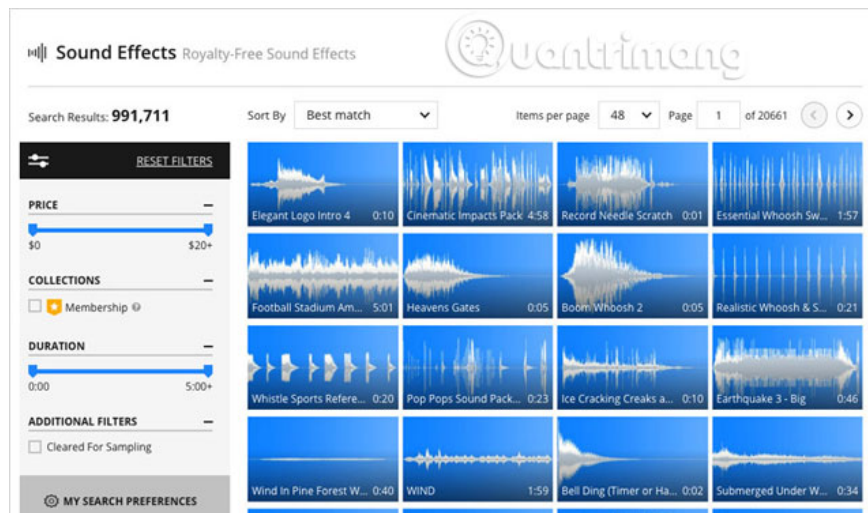 Sound Effects Royalty-Free Sound Effects
Quantrimang
Search Results: 991,711
Sort By Best match
Items per page 48 Page 1 of 20661
RESET FILTERS
PRICE
$0 $20+
COLLECTIONS
Membership
DURATION
0:00 5:00+
ADDITIONAL FILTERS
Cleared For Sampling
MY SEARCH PREFERENCES
Elegant Logo Intro 4 0:10
Cinematic Impacts Pack 4:58
Record Needle Scratch 0:01
Essential Whoosh Sw... 1:57
Football Stadium Am... 5:01
Heavens Gates 0:05
Boom Whoosh 2 0:05
Realistic Whoosh & S... 0:21
Whistle Sports Refere... 0:20
Pop Pops Sound Pack... 0:23
Ice Cracking Creaks a... 0:10
Earthquake 3 - Big 0:46
Wind In Pine Forest W... 0:40
WIND 1:59
Bell Ding (Timer or Ha... 0:02
Submerged Under W... 0:34